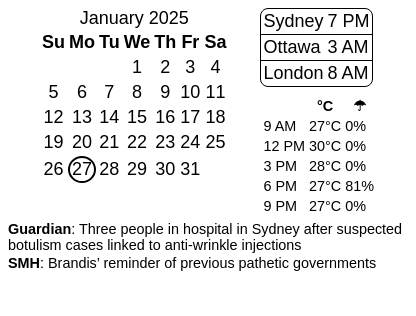 January 2025
Su Mo Tu We Th Fr Sa
1 2 3 4
5 6 7 8 9 10 11
12 13 14 15 16 17 18
19 20 21 22 23 24 25
26 27 28 29 30 31
Sydney 7 PM
Ottawa 3 AM
London 8 AM
°C ☂
9 AM 27°C 0%
12 PM 30°C 0%
3 PM 28°C 0%
6 PM 27°C 81%
9 PM 27°C 0%
Guardian: Three people in hospital in Sydney after suspected
botulism cases linked to anti-wrinkle injections
SMH: Brandis’ reminder of previous pathetic governments